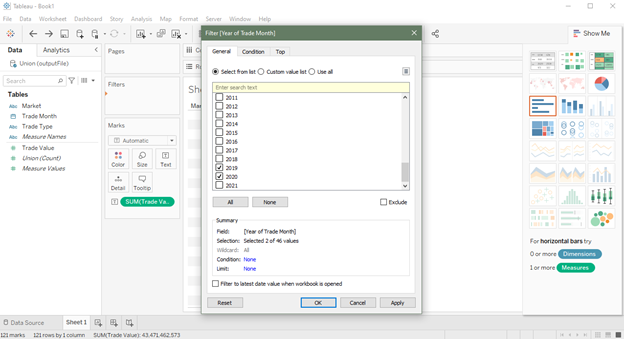 Tableau - Book1
File Data Worksheet Dashboard Story Analysis Map Format Server Window Help
Show Me
Data Analytics
Union (outputFile)
Search
Tables
Market
Trade Month
Trade Type
Measure Names
Trade Value
Union (Count)
Measure Values
Pages
Filters
Marks
Automatic
Color Size Text
Detail Tooltip
SUM(Trade Va..
Filter [Year of Trade Month]
General Condition Top
Select from list Custom value list Use all
Enter search text
2011
2012
2013
2014
2015
2016
2017
2018
2019
2020
2021
All None Exclude
Summary
Field: [Year of Trade Month]
Selection: Selected 2 of 46 values
Wildcard: All
Condition: None
Limit: None
Filter to latest date value when workbook is opened
Reset OK Cancel Apply
For horizontal bars try
0 or more Dimensions
1 or more Measures
Data Source Sheet 1
121 marks 121 rows by 1 column SUM(Trade Value): 43,471,462,573